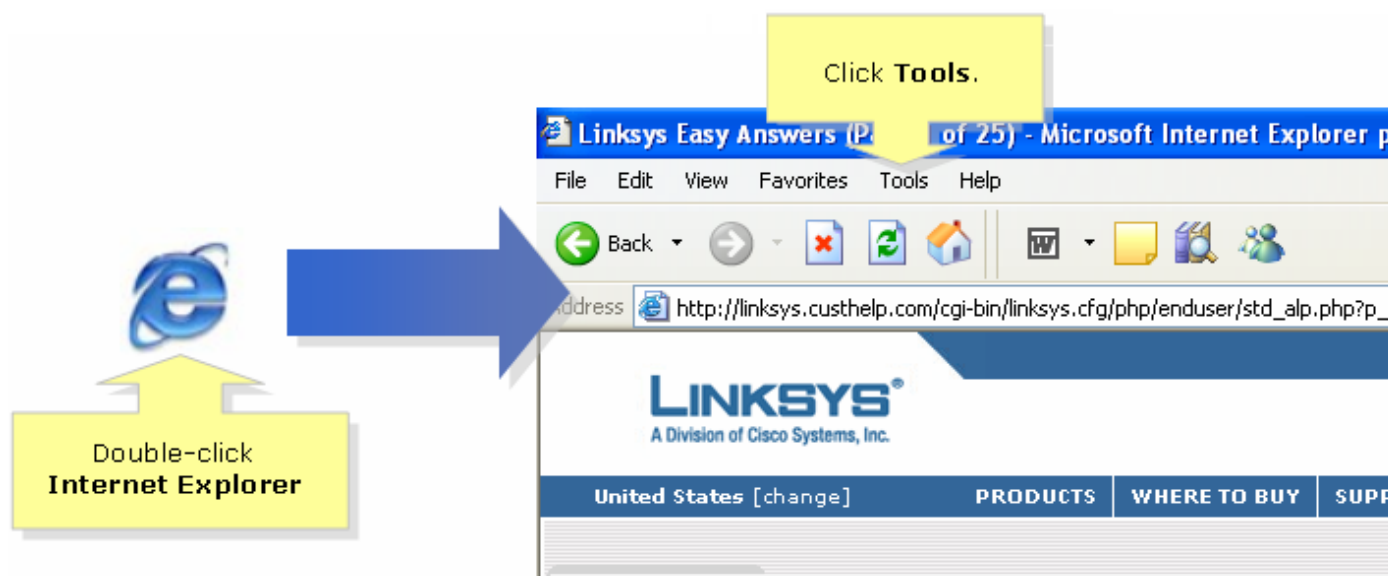 Click Tools.
Linksys Easy Answers (Pa of 25) - Microsoft Internet Explorer p
File Edit View Favorites Tools Help
Back
Address http://linksys.custhelp.com/cgi-bin/linksys.cfg/php/enduser/std_alp.php?p_
LINKSYS®
A Division of Cisco Systems, Inc.
Double-click
Internet Explorer
United States [change] PRODUCTS WHERE TO BUY SUPP